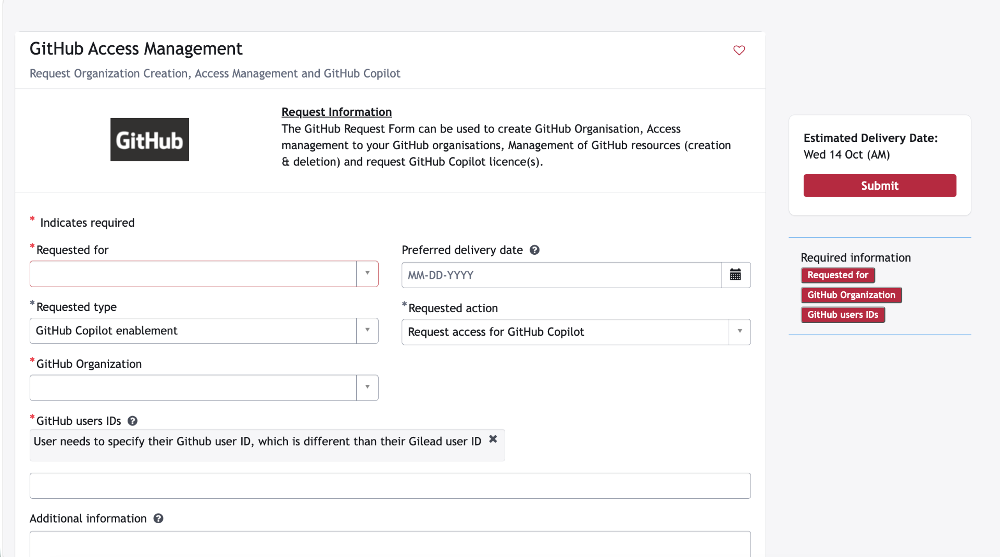 GitHub Access Management
Request Organization Creation, Access Management and GitHub Copilot
GitHub
Request Information
The GitHub Request Form can be used to create GitHub Organisation, Access
management to your GitHub organisations, Management of GitHub resources (creation
& deletion) and request GitHub Copilot licence(s).
Estimated Delivery Date:
Wed 14 Oct (AM)
Submit
* Indicates required
* Requested for
Preferred delivery date ?
MM-DD-YYYY
Required information
Requested for
GitHub Organization
GitHub users IDs
* Requested type
GitHub Copilot enablement
* Requested action
Request access for GitHub Copilot
* GitHub Organization
* GitHub users IDs ?
User needs to specify their Github user ID, which is different than their Gilead user ID
Additional information ?